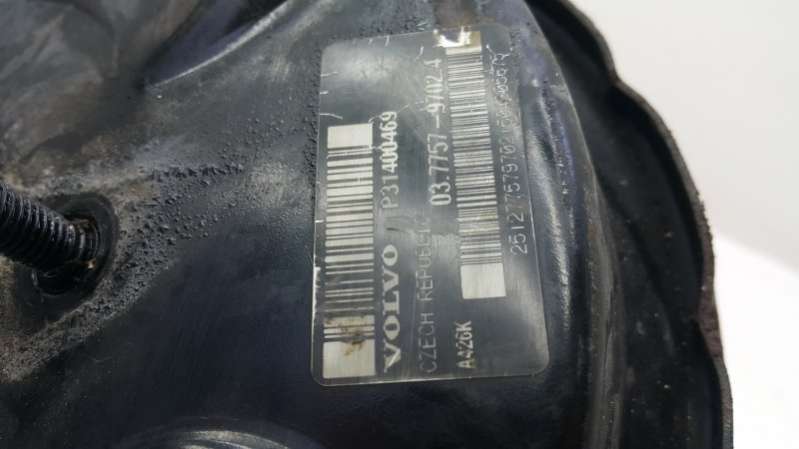 VOLVO P31400469
CZECH REPUBLIC 03.7757-9702.4
A426K